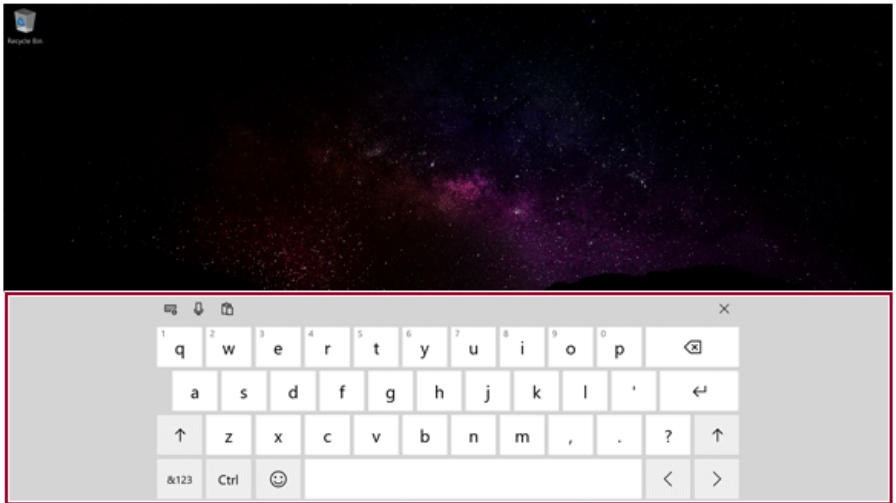 Recycle Bin
1 2 3 4 5 6 7 8 9 0
q w e r t y u i o p
a s d f g h j k l '
z x c v b n m , . ?
&123 Ctrl < >